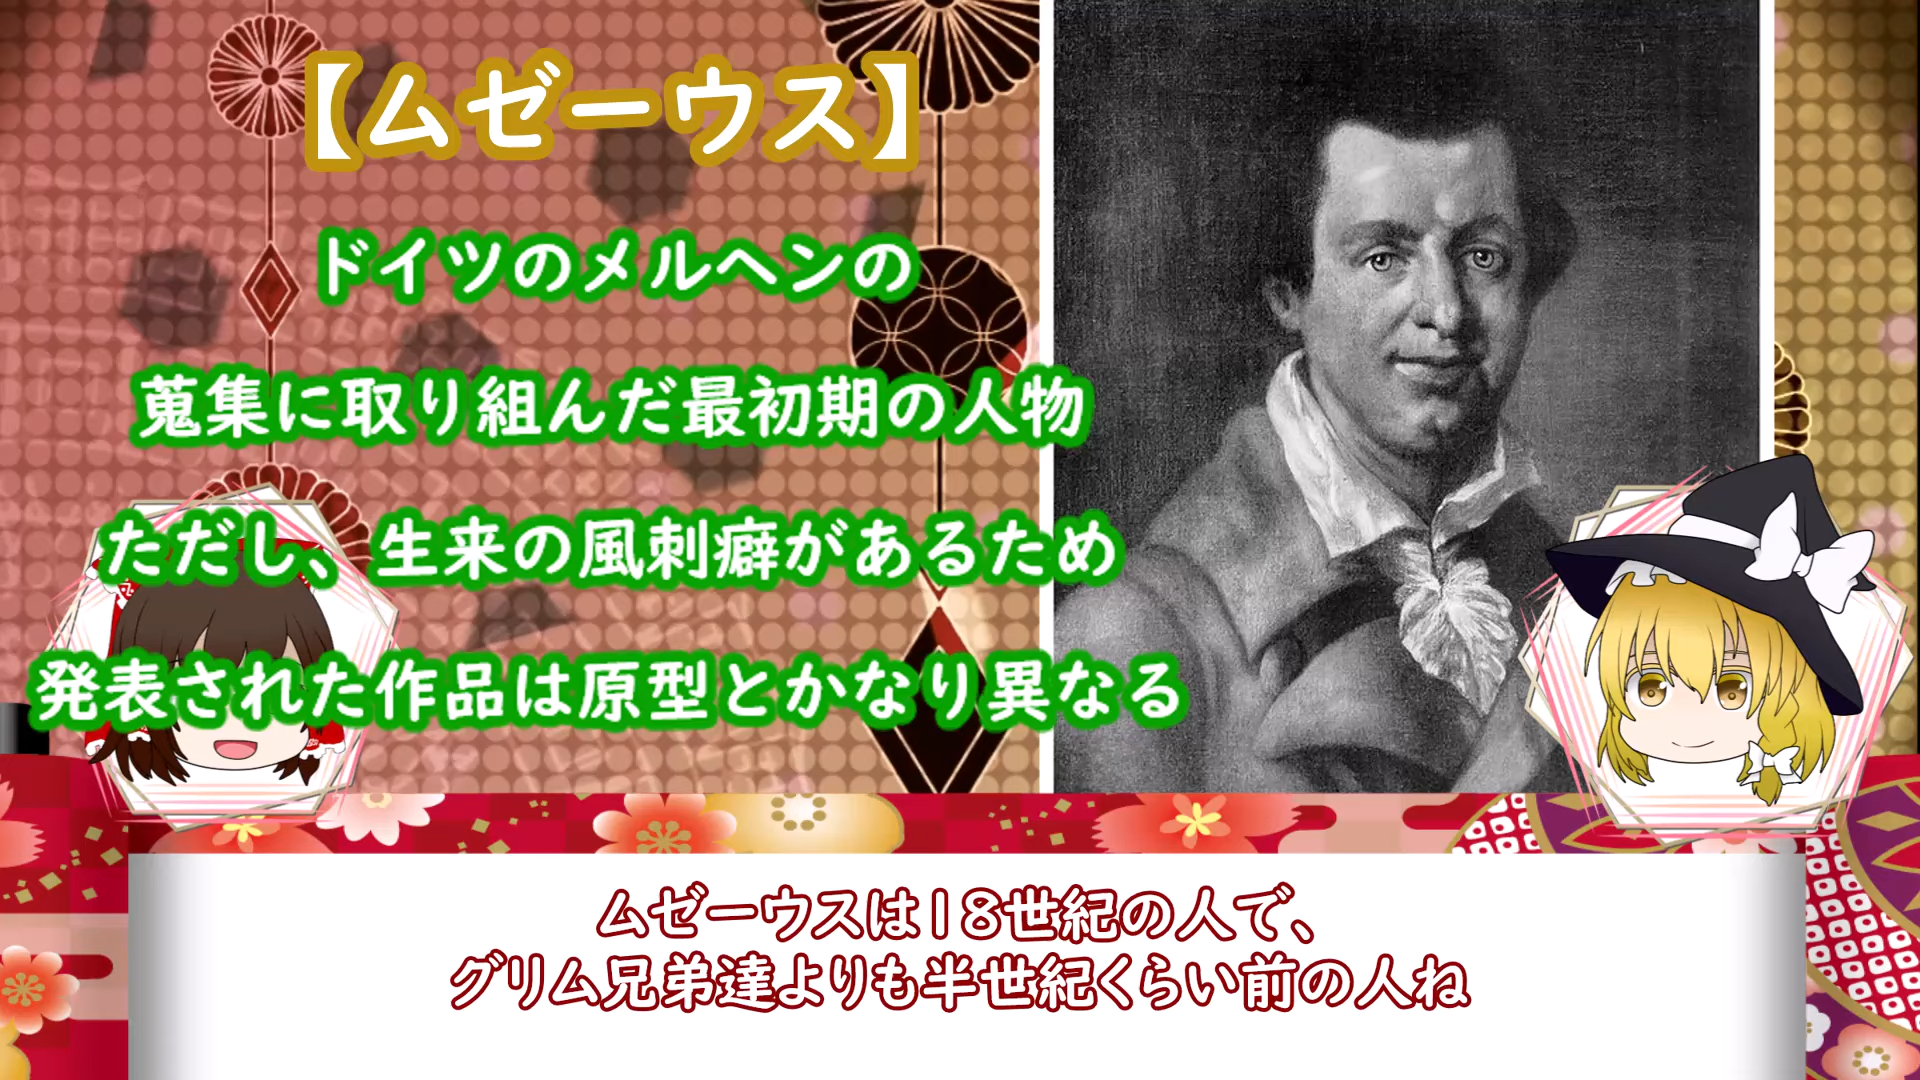 【ムゼーウス】
ドイツのメルヘンの
蒐集に取り組んだ最初期の人物
ただし、生来の風刺癖があるため
発表された作品は原型とかなり異なる
ムゼーウスは18世紀の人で、
グリム兄弟達よりも半世紀くらい前の人ね